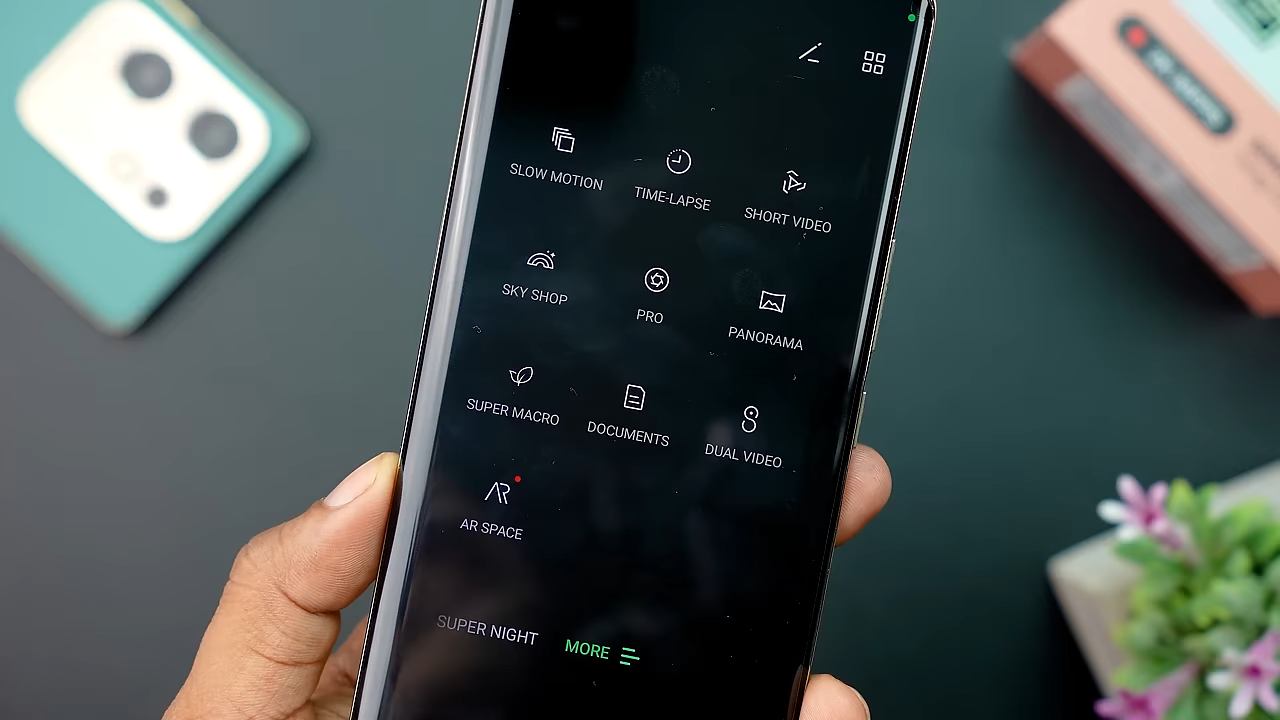 SLOW MOTION
TIME-LAPSE
SHORT VIDEO
SKY SHOP
PRO
PANORAMA
SUPER MACRO
DOCUMENTS
DUAL VIDEO
AR SPACE
SUPER NIGHT
MORE